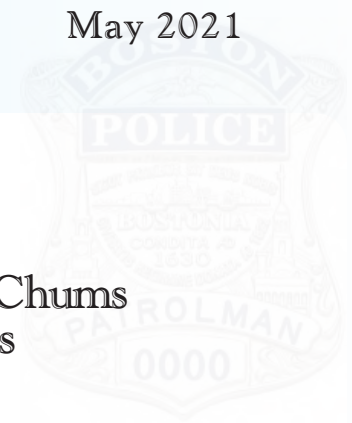 May 2021
BOSTON
POLICE
BOSTONIA
CONDITA AD
1630
Chums
s
PATROLMAN
0000